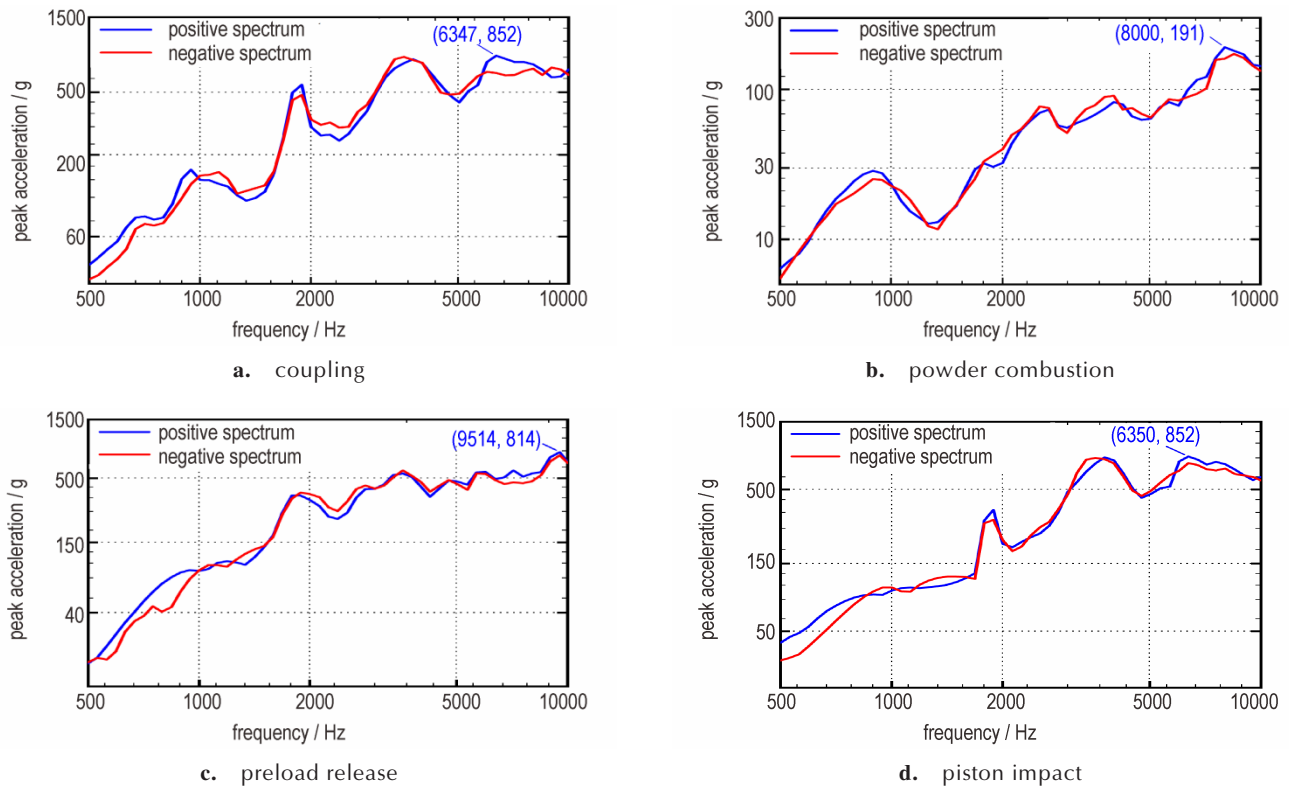 1500
positive spectrum
negative spectrum
(6347, 852)
500
200
60
peak acceleration / g
500
1000
2000
5000
10000
frequency / Hz
a. coupling
300
positive spectrum
negative spectrum
(8000, 191)
100
30
10
peak acceleration / g
500
1000
2000
5000
10000
frequency / Hz
b. powder combustion
1500
positive spectrum
negative spectrum
(9514, 814)
500
150
40
peak acceleration / g
500
1000
2000
5000
10000
frequency / Hz
c. preload release
1500
positive spectrum
negative spectrum
(6350, 852)
500
150
50
peak acceleration / g
500
1000
2000
5000
10000
frequency / Hz
d. piston impact